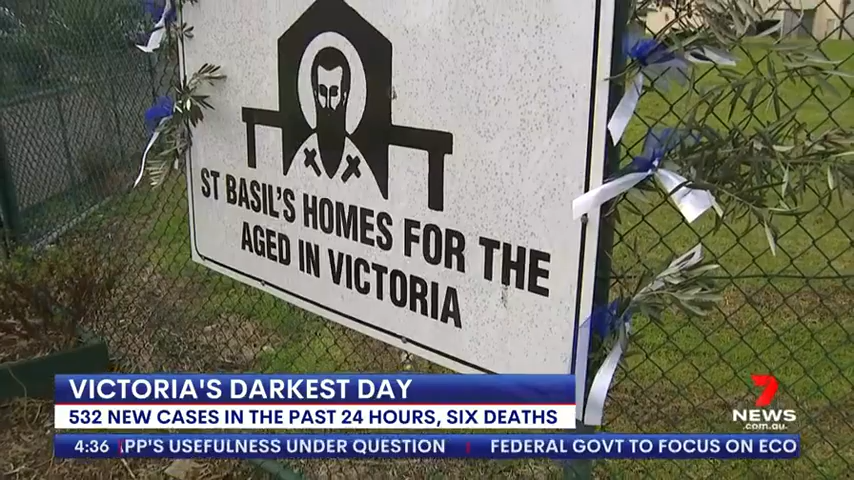 ST BASIL'S HOMES FOR THE
AGED IN VICTORIA
VICTORIA'S DARKEST DAY
532 NEW CASES IN THE PAST 24 HOURS, SIX DEATHS
7
NEWS
.com.au
4:36 PP'S USEFULNESS UNDER QUESTION FEDERAL GOVT TO FOCUS ON ECO
7NEWS